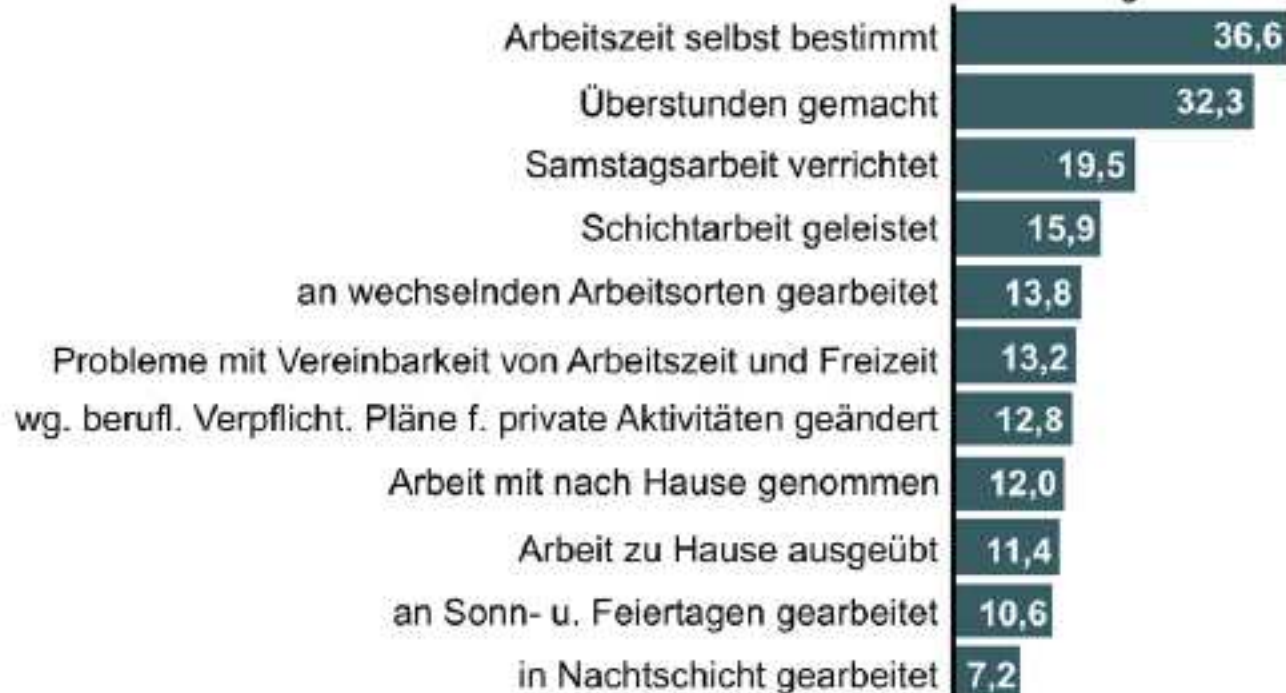 Arbeitszeit selbst bestimmt 36,6
Überstunden gemacht 32,3
Samstagsarbeit verrichtet 19,5
Schichtarbeit geleistet 15,9
an wechselnden Arbeitsorten gearbeitet 13,8
Probleme mit Vereinbarkeit von Arbeitszeit und Freizeit 13,2
wg. berufl. Verpflicht. Pläne f. private Aktivitäten geändert 12,8
Arbeit mit nach Hause genommen 12,0
Arbeit zu Hause ausgeübt 11,4
an Sonn- u. Feiertagen gearbeitet 10,6
in Nachtschicht gearbeitet 7,2